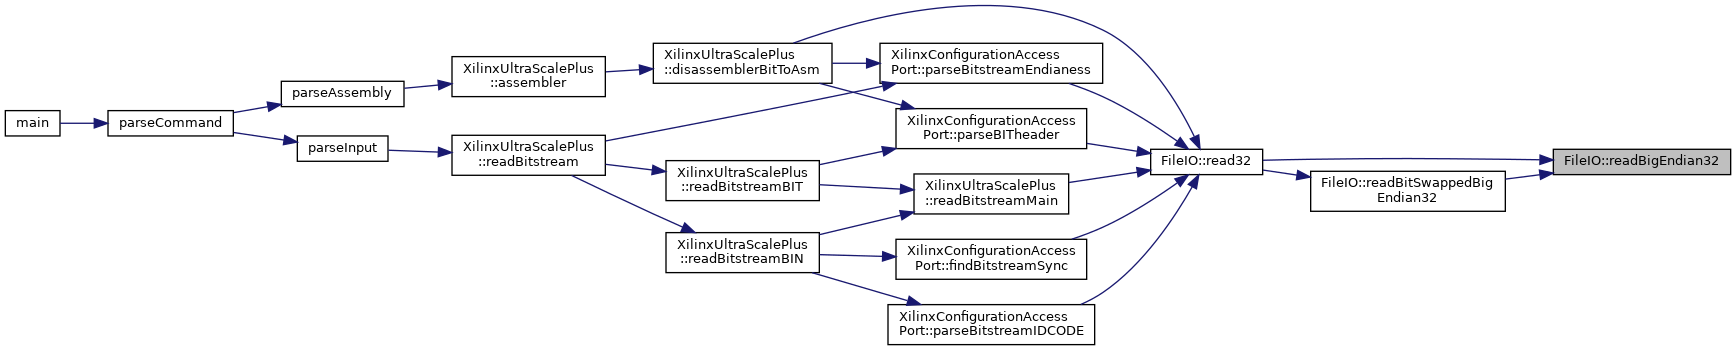 main
parseCommand
parseAssembly
parseInput
XilinxUltraScalePlus
::assembler
XilinxUltraScalePlus
::readBitstream
XilinxUltraScalePlus
::disassemblerBitToAsm
XilinxUltraScalePlus
::readBitstreamBIT
XilinxUltraScalePlus
::readBitstreamBIN
XilinxConfigurationAccess
Port::parseBitstreamEndianess
XilinxConfigurationAccess
Port::parseBITheader
XilinxUltraScalePlus
::readBitstreamMain
XilinxConfigurationAccess
Port::findBitstreamSync
XilinxConfigurationAccess
Port::parseBitstreamIDCODE
FileIO::read32
FileIO::readBitSwappedBig
Endian32
FileIO::readBigEndian32